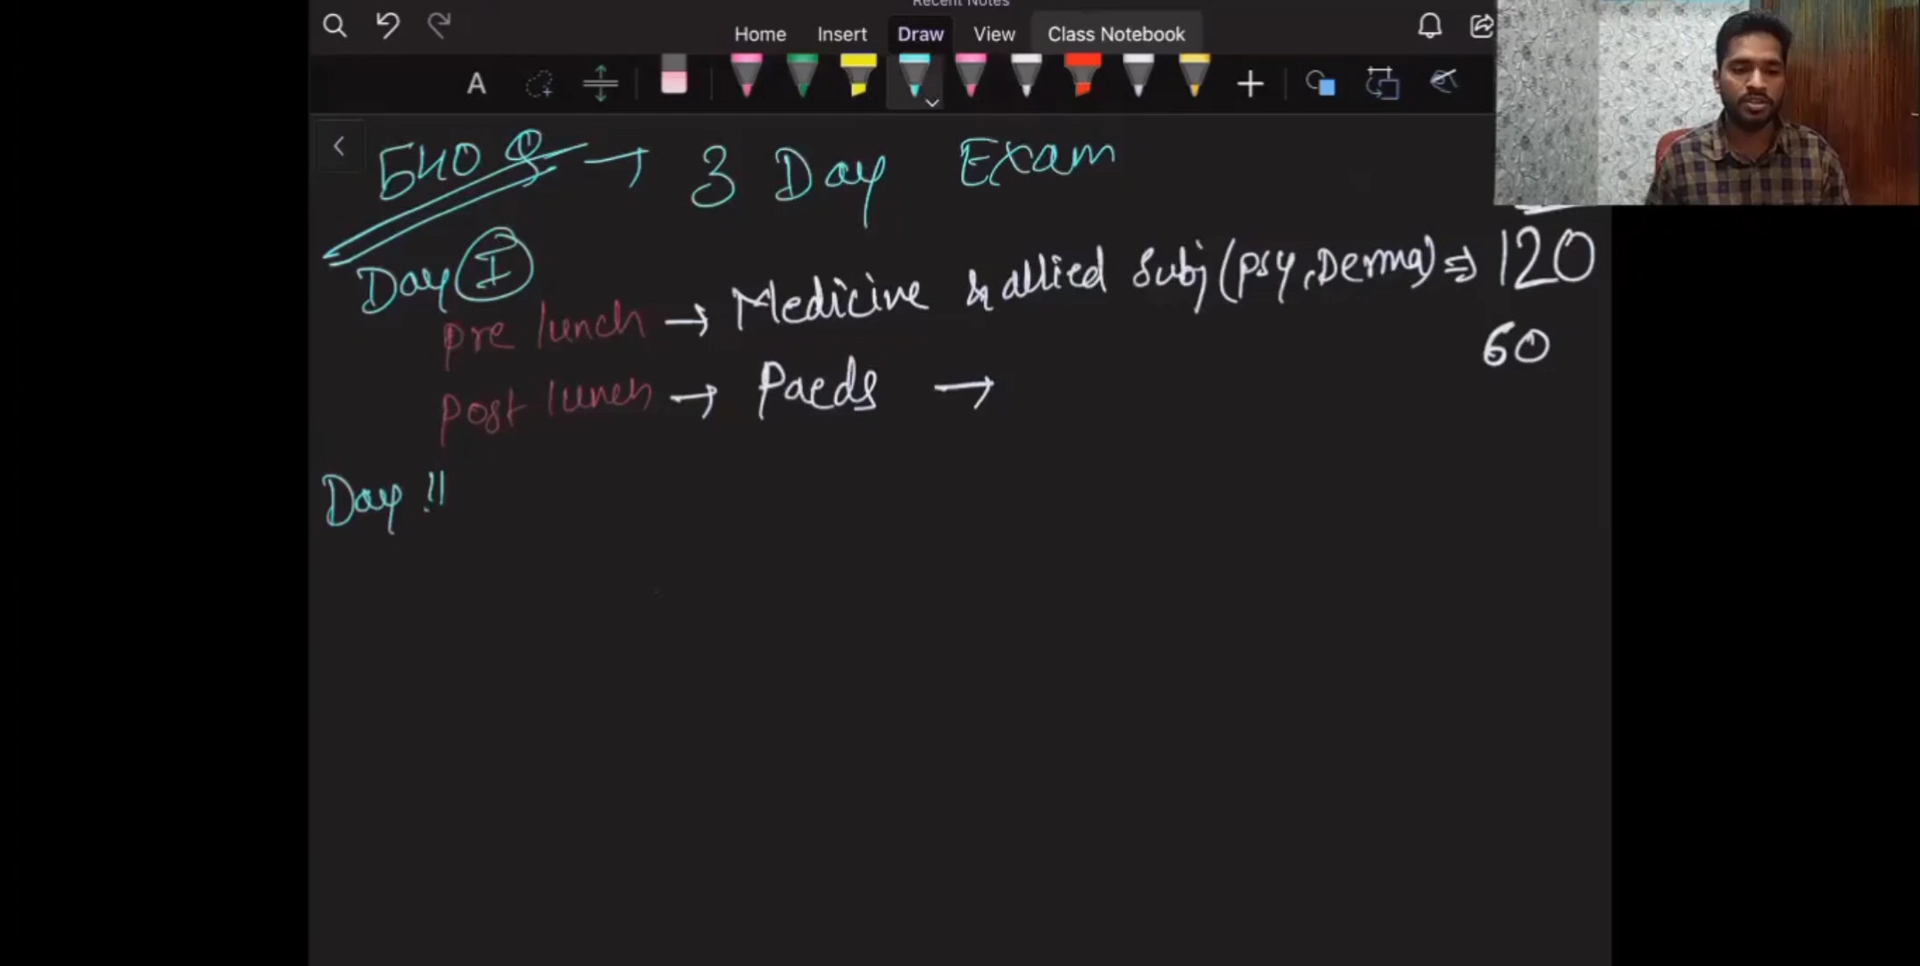 Recent Notes
Home Insert Draw View Class Notebook
A
540 Q → 3 Day Exam
Day I
Pre lunch → Medicine & allied Subj (Psy, Derma) ⇒ 120
Post lunch → Paeds → 60
Day II